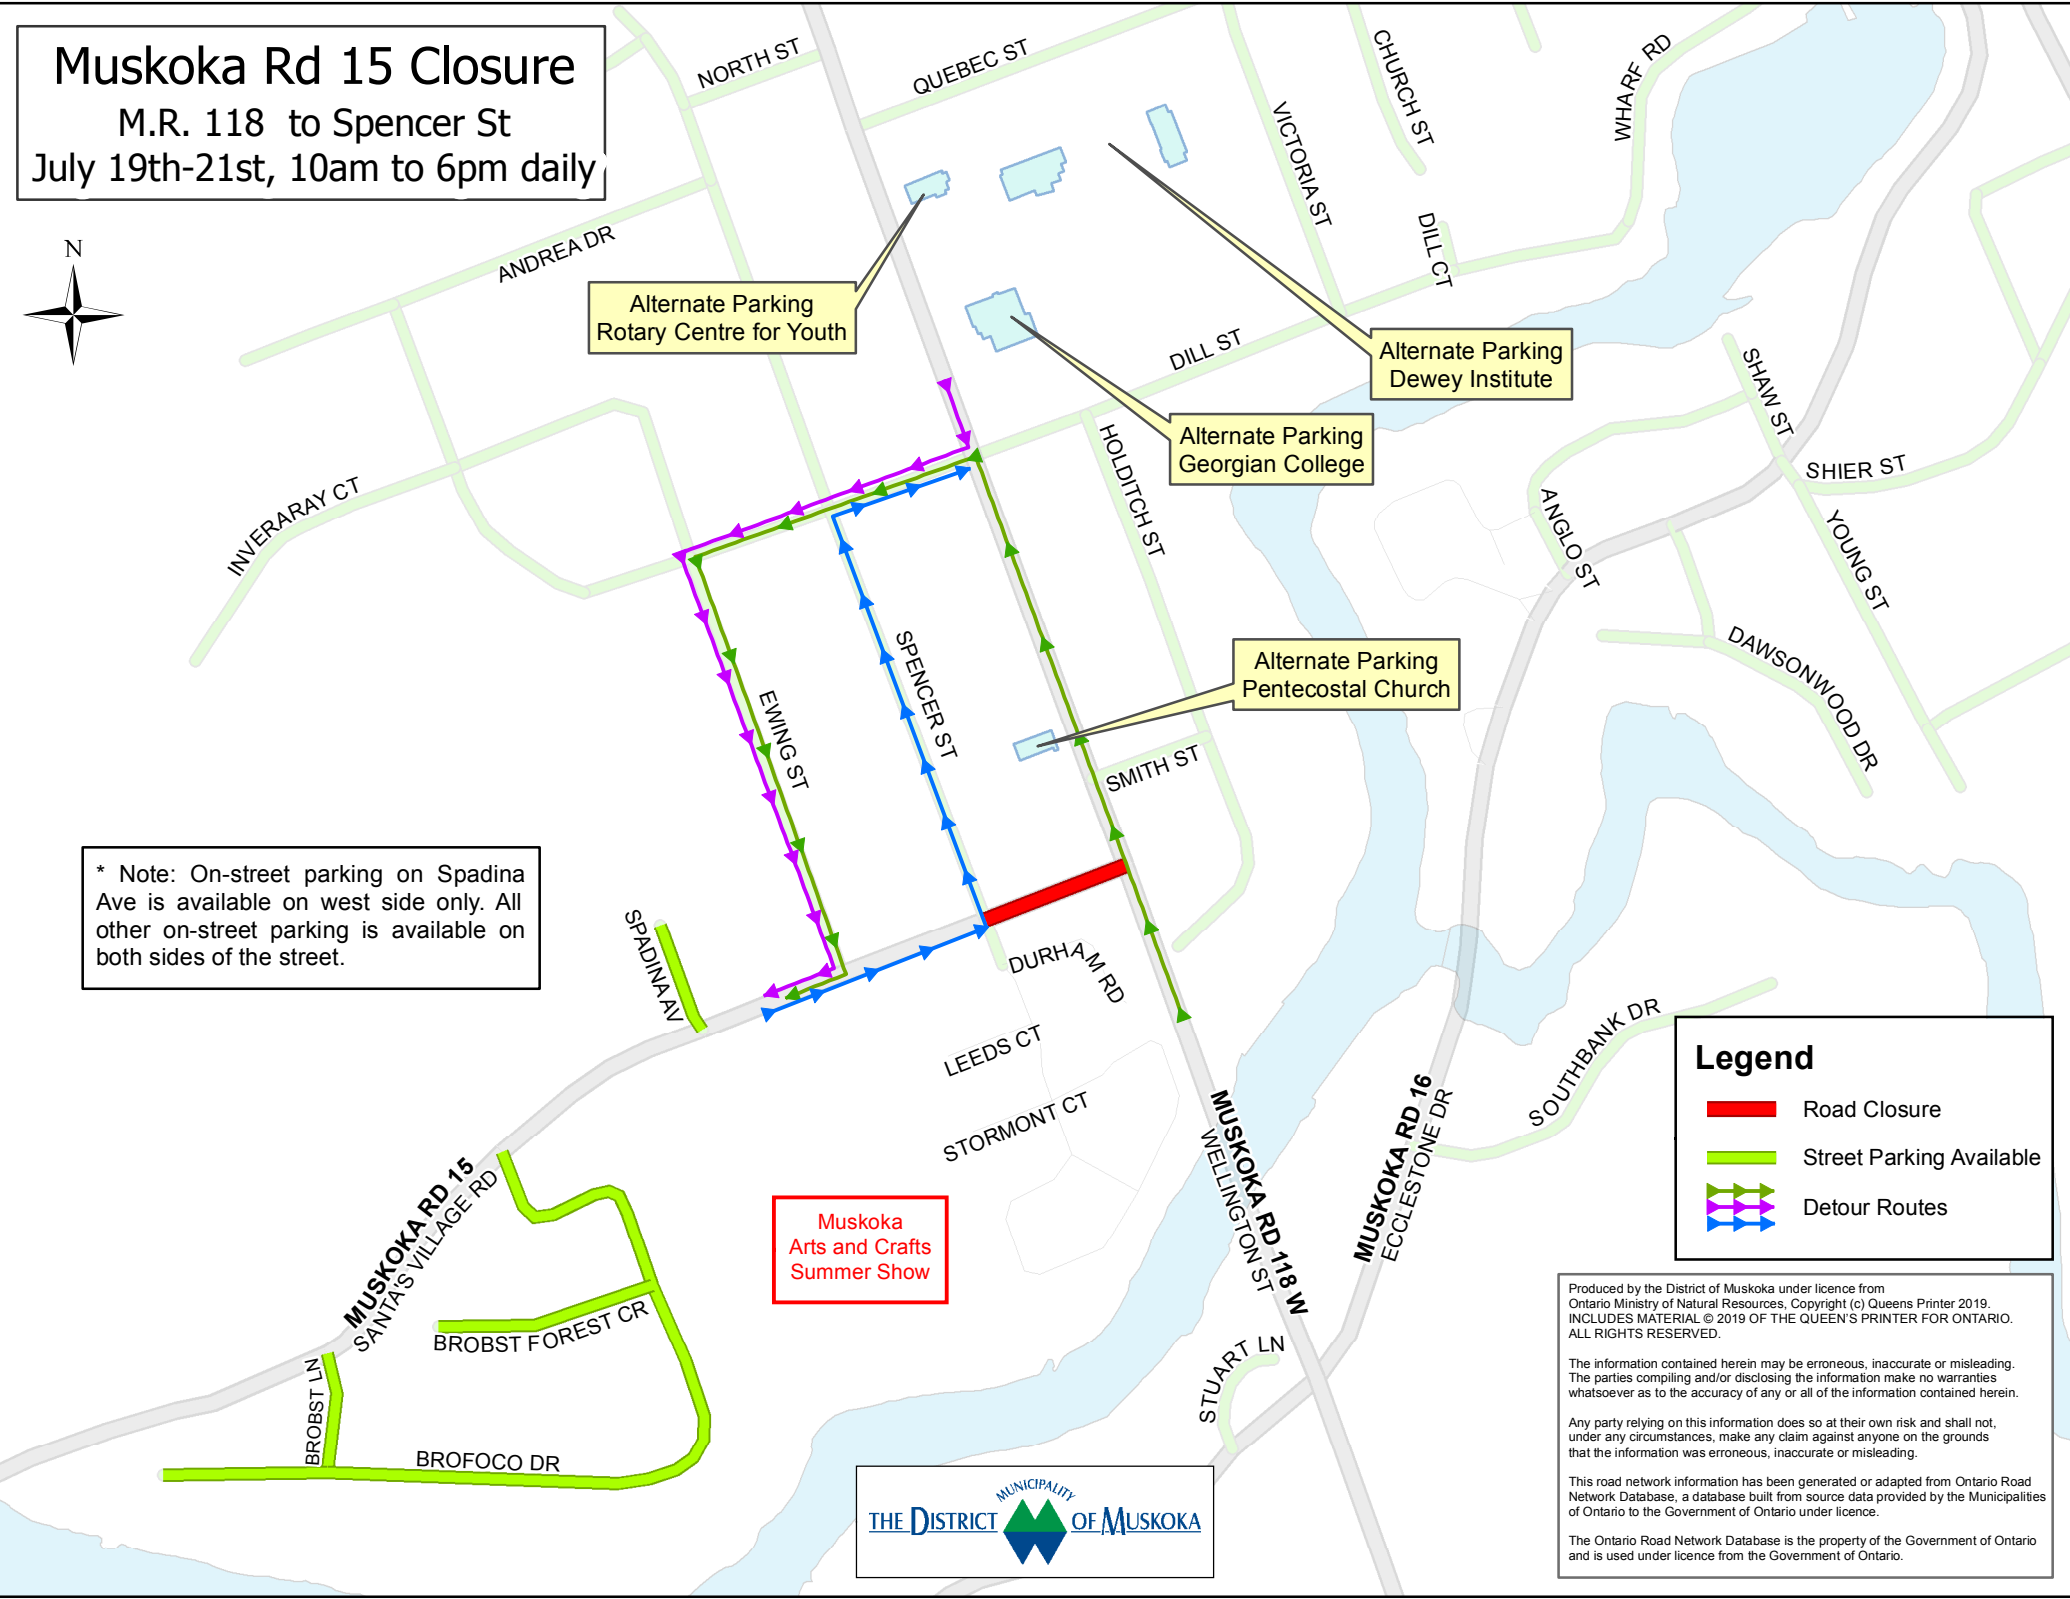 Muskoka Rd 15 Closure
M.R. 118 to Spencer St
July 19th-21st, 10am to 6pm daily
N
NORTH ST
QUEBEC ST
CHURCH ST
WHARF RD
VICTORIA ST
ANDREA DR
DILL CT
Alternate Parking
Rotary Centre for Youth
DILL ST
Alternate Parking
Dewey Institute
SHAW ST
Alternate Parking
Georgian College
HOLDITCH ST
SHIER ST
INVERARAY CT
ANGLO ST
YOUNG ST
SPENCER ST
Alternate Parking
Pentecostal Church
DAWSONWOOD DR
EWING ST
SMITH ST
* Note: On-street parking on Spadina
Ave is available on west side only. All
other on-street parking is available on
both sides of the street.
SPADINA AV
DURHAM RD
LEEDS CT
STORMONT CT
SOUTHBANK DR
MUSKOKA RD 118 W
WELLINGTON ST
MUSKOKA RD 16
ECCLESTONE DR
MUSKOKA RD 15
SANTA'S VILLAGE RD
Muskoka
Arts and Crafts
Summer Show
BROBST FOREST CR
BROBST LN
BROFOCO DR
STUART LN
Legend
Road Closure
Street Parking Available
Detour Routes
MUNICIPALITY
THE DISTRICT OF MUSKOKA
Produced by the District of Muskoka under licence from
Ontario Ministry of Natural Resources, Copyright (c) Queens Printer 2019.
INCLUDES MATERIAL © 2019 OF THE QUEEN'S PRINTER FOR ONTARIO.
ALL RIGHTS RESERVED.
The information contained herein may be erroneous, inaccurate or misleading.
The parties compiling and/or disclosing the information make no warranties
whatsoever as to the accuracy of any or all of the information contained herein.
Any party relying on this information does so at their own risk and shall not,
under any circumstances, make any claim against anyone on the grounds
that the information was erroneous, inaccurate or misleading.
This road network information has been generated or adapted from Ontario Road
Network Database, a database built from source data provided by the Municipalities
of Ontario to the Government of Ontario under licence.
The Ontario Road Network Database is the property of the Government of Ontario
and is used under licence from the Government of Ontario.